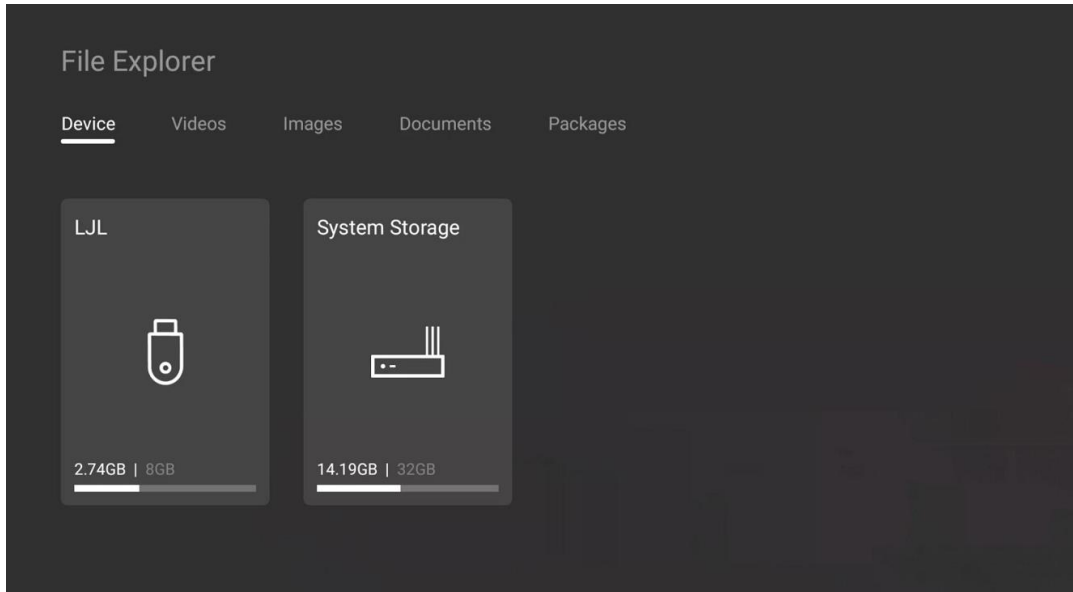 File Explorer
Device Videos Images Documents Packages
LJL
System Storage
2.74GB | 8GB
14.19GB | 32GB